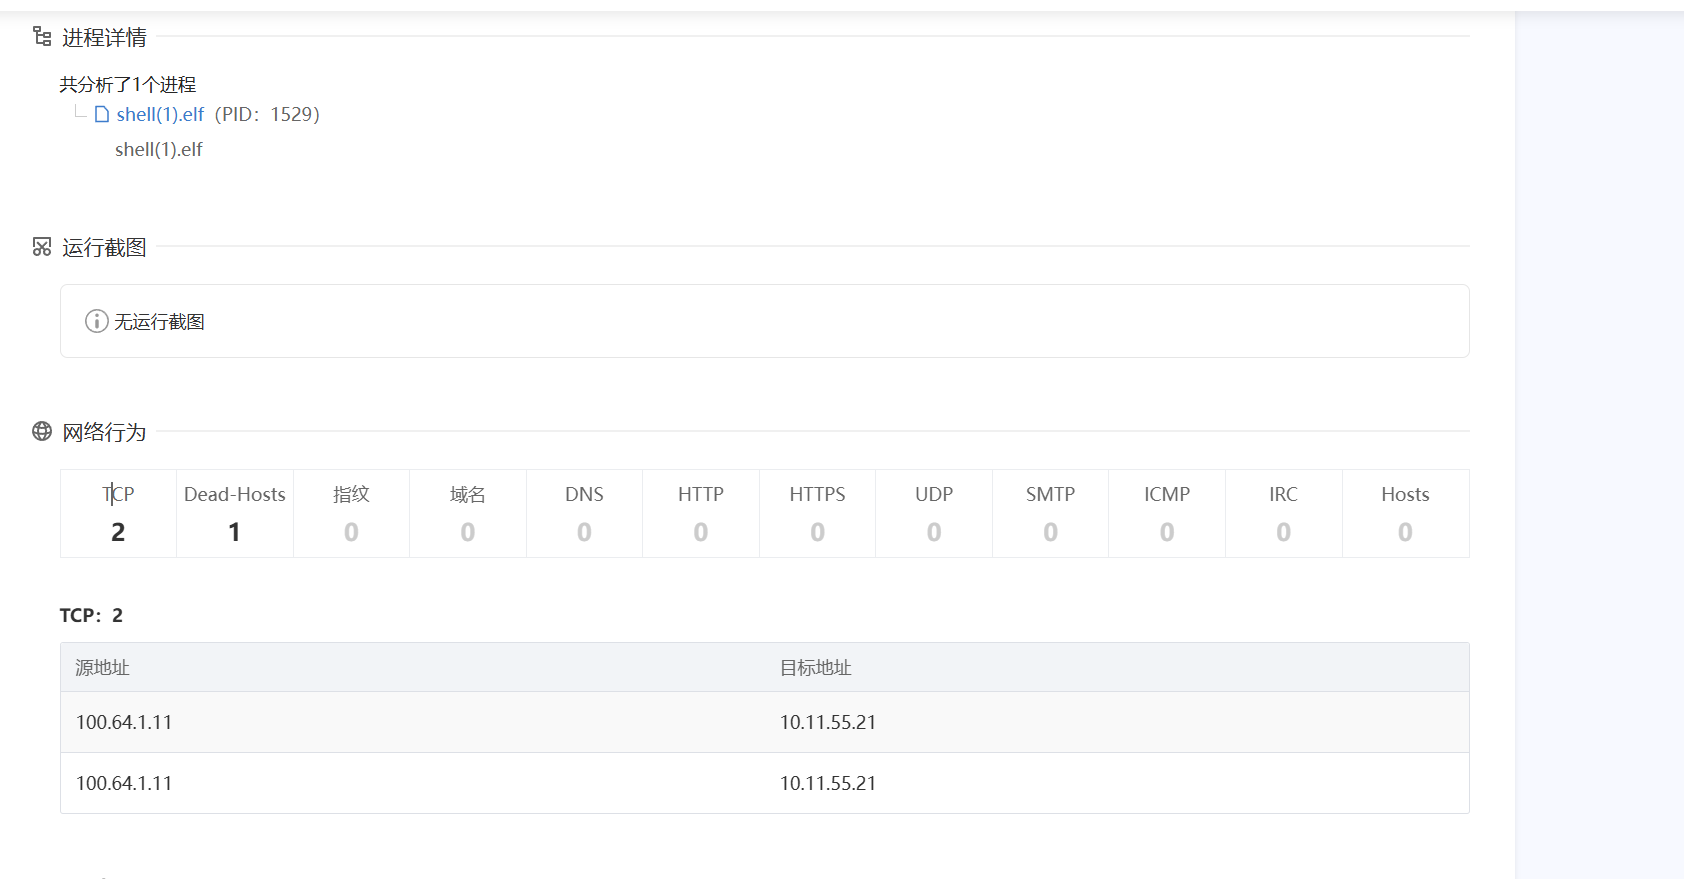 进程详情
共分析了1个进程
shell(1).elf（PID：1529）
shell(1).elf
运行截图
无运行截图
网络行为
TCP Dead-Hosts 指纹 域名 DNS HTTP HTTPS UDP SMTP ICMP IRC Hosts
2 1 0 0 0 0 0 0 0 0 0 0
TCP：2
源地址 目标地址
100.64.1.11 10.11.55.21
100.64.1.11 10.11.55.21